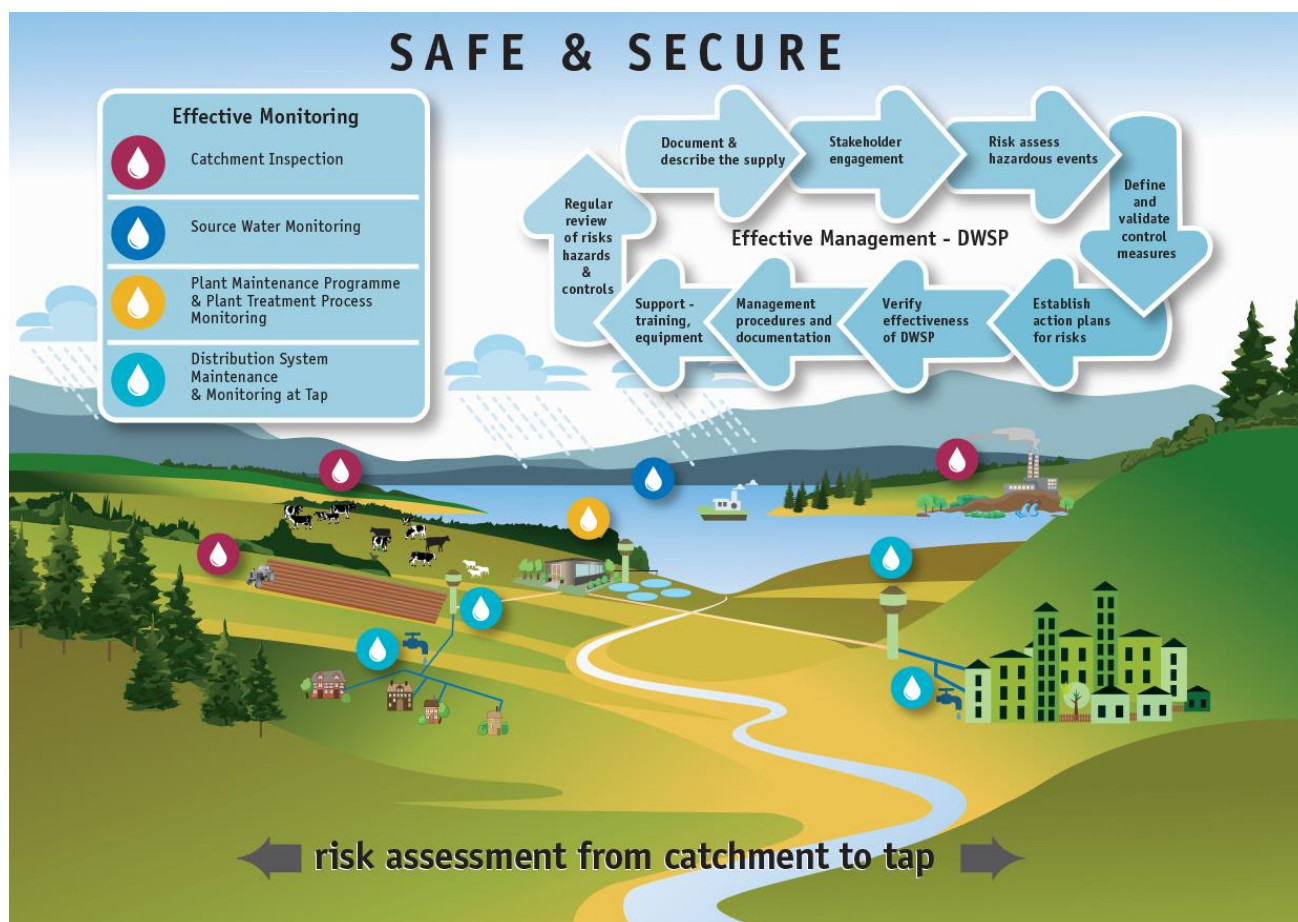 SAFE & SECURE
Effective Monitoring
Catchment Inspection
Source Water Monitoring
Plant Maintenance Programme
& Plant Treatment Process
Monitoring
Distribution System
Maintenance
& Monitoring at Tap
Document &
describe the supply
Stakeholder
engagement
Risk assess
hazardous events
Define
and
validate
control
measures
Establish
action plans
for risks
Verify
effectiveness
of DWSP
Management
procedures and
documentation
Support -
training,
equipment
Regular
review
of risks
hazards
&
controls
Effective Management - DWSP
risk assessment from catchment to tap